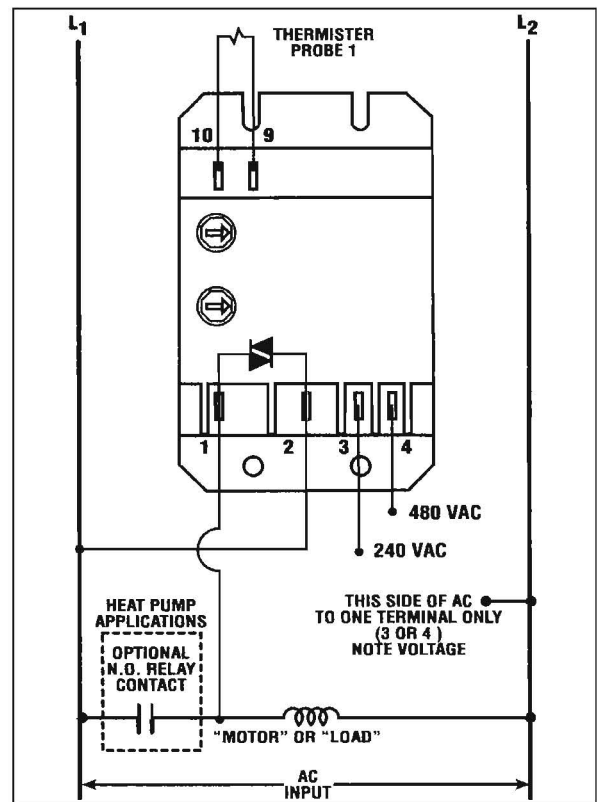 L1
L2
THERMISTER
PROBE 1
10
9
1
2
3
4
480 VAC
240 VAC
THIS SIDE OF AC
TO ONE TERMINAL ONLY
(3 OR 4)
NOTE VOLTAGE
HEAT PUMP
APPLICATIONS
OPTIONAL
N.O. RELAY
CONTACT
"MOTOR" OR "LOAD"
AC
INPUT